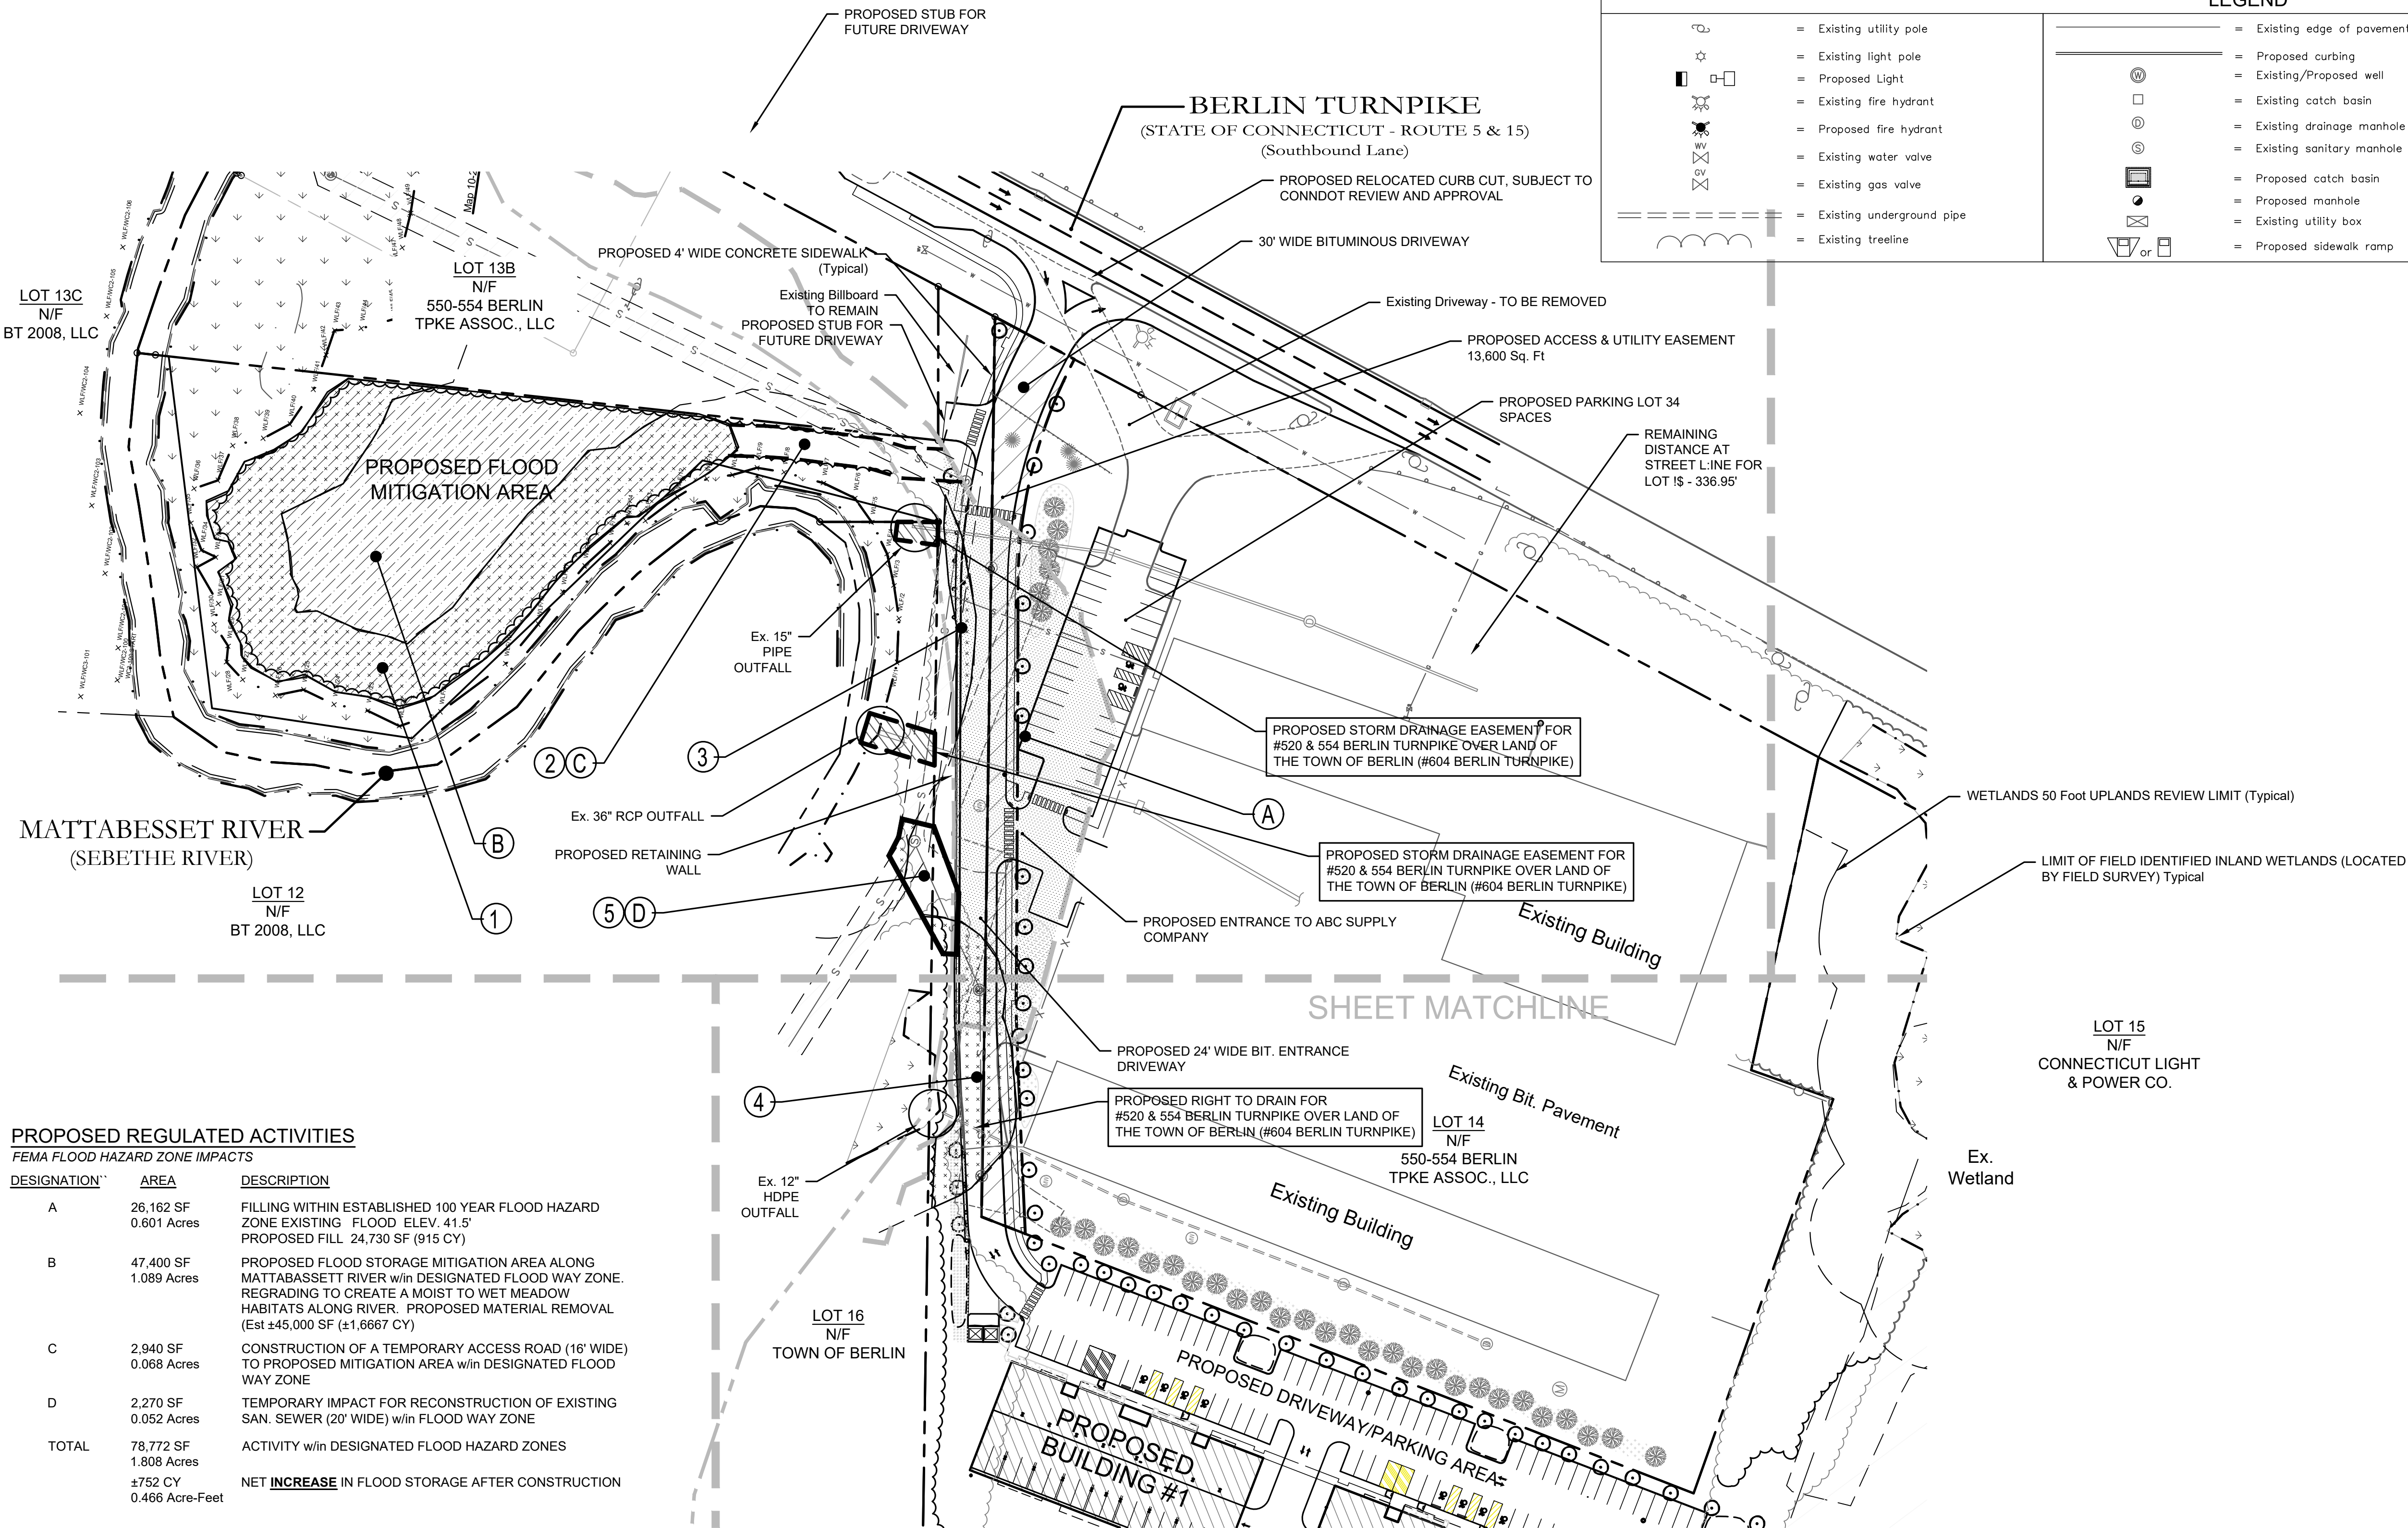 PROPOSED STUB FOR
FUTURE DRIVEWAY
BERLIN TURNPIKE
(STATE OF CONNECTICUT - ROUTE 5 & 15)
(Southbound Lane)
PROPOSED RELOCATED CURB CUT, SUBJECT TO
CONNDOT REVIEW AND APPROVAL
30' WIDE BITUMINOUS DRIVEWAY
Existing Driveway - TO BE REMOVED
PROPOSED ACCESS & UTILITY EASEMENT
13,600 Sq. Ft
PROPOSED PARKING LOT 34
SPACES
REMAINING
DISTANCE AT
STREET L:INE FOR
LOT !$ - 336.95'
LEGEND
= Existing utility pole
= Existing light pole
= Proposed Light
= Existing fire hydrant
= Proposed fire hydrant
WV
= Existing water valve
GV
= Existing gas valve
= Existing underground pipe
= Existing treeline
= Existing edge of pavement
= Proposed curbing
W = Existing/Proposed well
= Existing catch basin
D = Existing drainage manhole
S = Existing sanitary manhole
= Proposed catch basin
= Proposed manhole
= Existing utility box
or = Proposed sidewalk ramp
PROPOSED 4' WIDE CONCRETE SIDEWALK
(Typical)
Existing Billboard
TO REMAIN
PROPOSED STUB FOR
FUTURE DRIVEWAY
LOT 13C
N/F
BT 2008, LLC
LOT 13B
N/F
550-554 BERLIN
TPKE ASSOC., LLC
PROPOSED FLOOD
MITIGATION AREA
Ex. 15"
PIPE
OUTFALL
2 C
3
Ex. 36" RCP OUTFALL
PROPOSED RETAINING
WALL
B
1
5 D
A
MATTABESSET RIVER
(SEBETHE RIVER)
LOT 12
N/F
BT 2008, LLC
PROPOSED STORM DRAINAGE EASEMENT FOR
#520 & 554 BERLIN TURNPIKE OVER LAND OF
THE TOWN OF BERLIN (#604 BERLIN TURNPIKE)
PROPOSED STORM DRAINAGE EASEMENT FOR
#520 & 554 BERLIN TURNPIKE OVER LAND OF
THE TOWN OF BERLIN (#604 BERLIN TURNPIKE)
PROPOSED ENTRANCE TO ABC SUPPLY
COMPANY
Existing Building
WETLANDS 50 Foot UPLANDS REVIEW LIMIT (Typical)
LIMIT OF FIELD IDENTIFIED INLAND WETLANDS (LOCATED
BY FIELD SURVEY) Typical
SHEET MATCHLINE
PROPOSED 24' WIDE BIT. ENTRANCE
DRIVEWAY
4
PROPOSED RIGHT TO DRAIN FOR
#520 & 554 BERLIN TURNPIKE OVER LAND OF
THE TOWN OF BERLIN (#604 BERLIN TURNPIKE)
Existing Bit. Pavement
LOT 14
N/F
550-554 BERLIN
TPKE ASSOC., LLC
LOT 15
N/F
CONNECTICUT LIGHT
& POWER CO.
Ex.
Wetland
Ex. 12"
HDPE
OUTFALL
Existing Building
LOT 16
N/F
TOWN OF BERLIN
PROPOSED DRIVEWAY/PARKING AREA
PROPOSED
BUILDING #1
PROPOSED REGULATED ACTIVITIES
FEMA FLOOD HAZARD ZONE IMPACTS
DESIGNATION\`\` AREA DESCRIPTION
A 26,162 SF FILLING WITHIN ESTABLISHED 100 YEAR FLOOD HAZARD
0.601 Acres ZONE EXISTING FLOOD ELEV. 41.5'
PROPOSED FILL 24,730 SF (915 CY)
B 47,400 SF PROPOSED FLOOD STORAGE MITIGATION AREA ALONG
1.089 Acres MATTABASSETT RIVER w/in DESIGNATED FLOOD WAY ZONE.
REGRADING TO CREATE A MOIST TO WET MEADOW
HABITATS ALONG RIVER. PROPOSED MATERIAL REMOVAL
(Est ±45,000 SF (±1,6667 CY)
C 2,940 SF CONSTRUCTION OF A TEMPORARY ACCESS ROAD (16' WIDE)
0.068 Acres TO PROPOSED MITIGATION AREA w/in DESIGNATED FLOOD
WAY ZONE
D 2,270 SF TEMPORARY IMPACT FOR RECONSTRUCTION OF EXISTING
0.052 Acres SAN. SEWER (20' WIDE) w/in FLOOD WAY ZONE
TOTAL 78,772 SF ACTIVITY w/in DESIGNATED FLOOD HAZARD ZONES
1.808 Acres
±752 CY NET INCREASE IN FLOOD STORAGE AFTER CONSTRUCTION
0.466 Acre-Feet